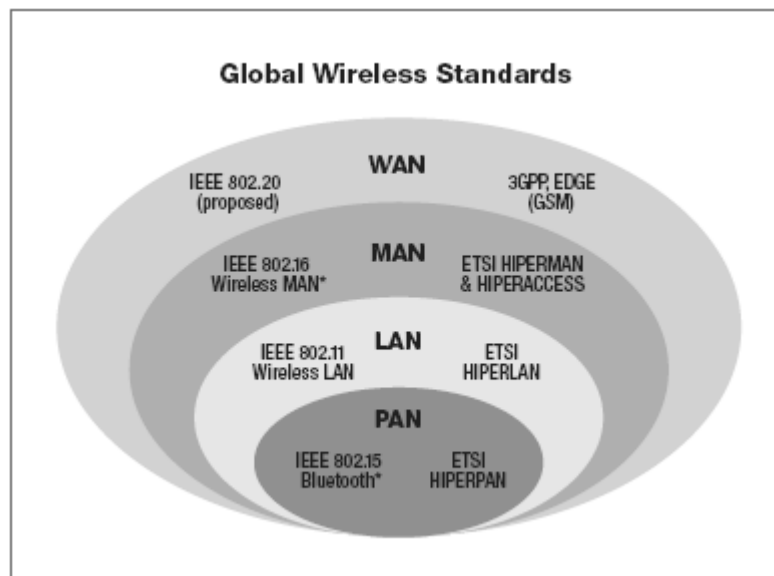 Global Wireless Standards
WAN
IEEE 802.20
(proposed)
3GPP, EDGE
(GSM)
MAN
IEEE 802.16
Wireless MAN*
ETSI HIPERMAN
& HIPERACCESS
LAN
IEEE 802.11
Wireless LAN
ETSI
HIPERLAN
PAN
IEEE 802.15
Bluetooth*
ETSI
HIPERPAN